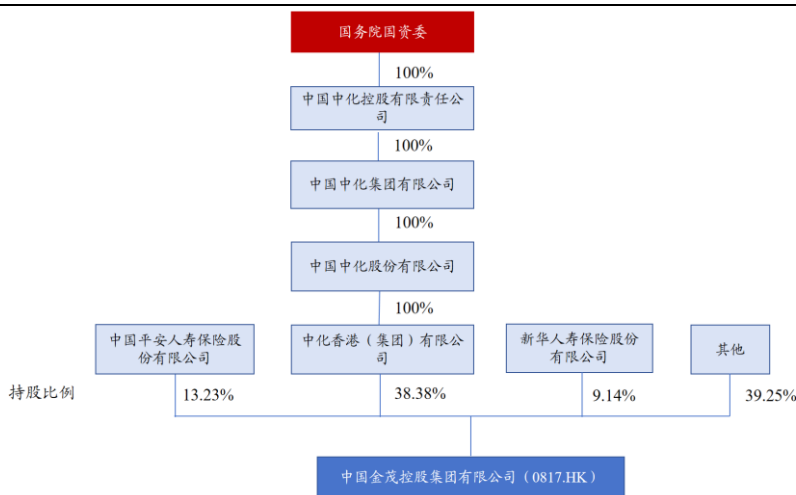 国务院国资委
100%
中国中化控股有限责任公
司
100%
中国中化集团有限公司
100%
中国中化股份有限公司
100%
中国平安人寿保险股
份有限公司
中化香港（集团）有限公
司
新华人寿保险股份
有限公司
其他
持股比例
13.23%
38.38%
9.14%
39.25%
中国金茂控股集团有限公司（0817.HK）